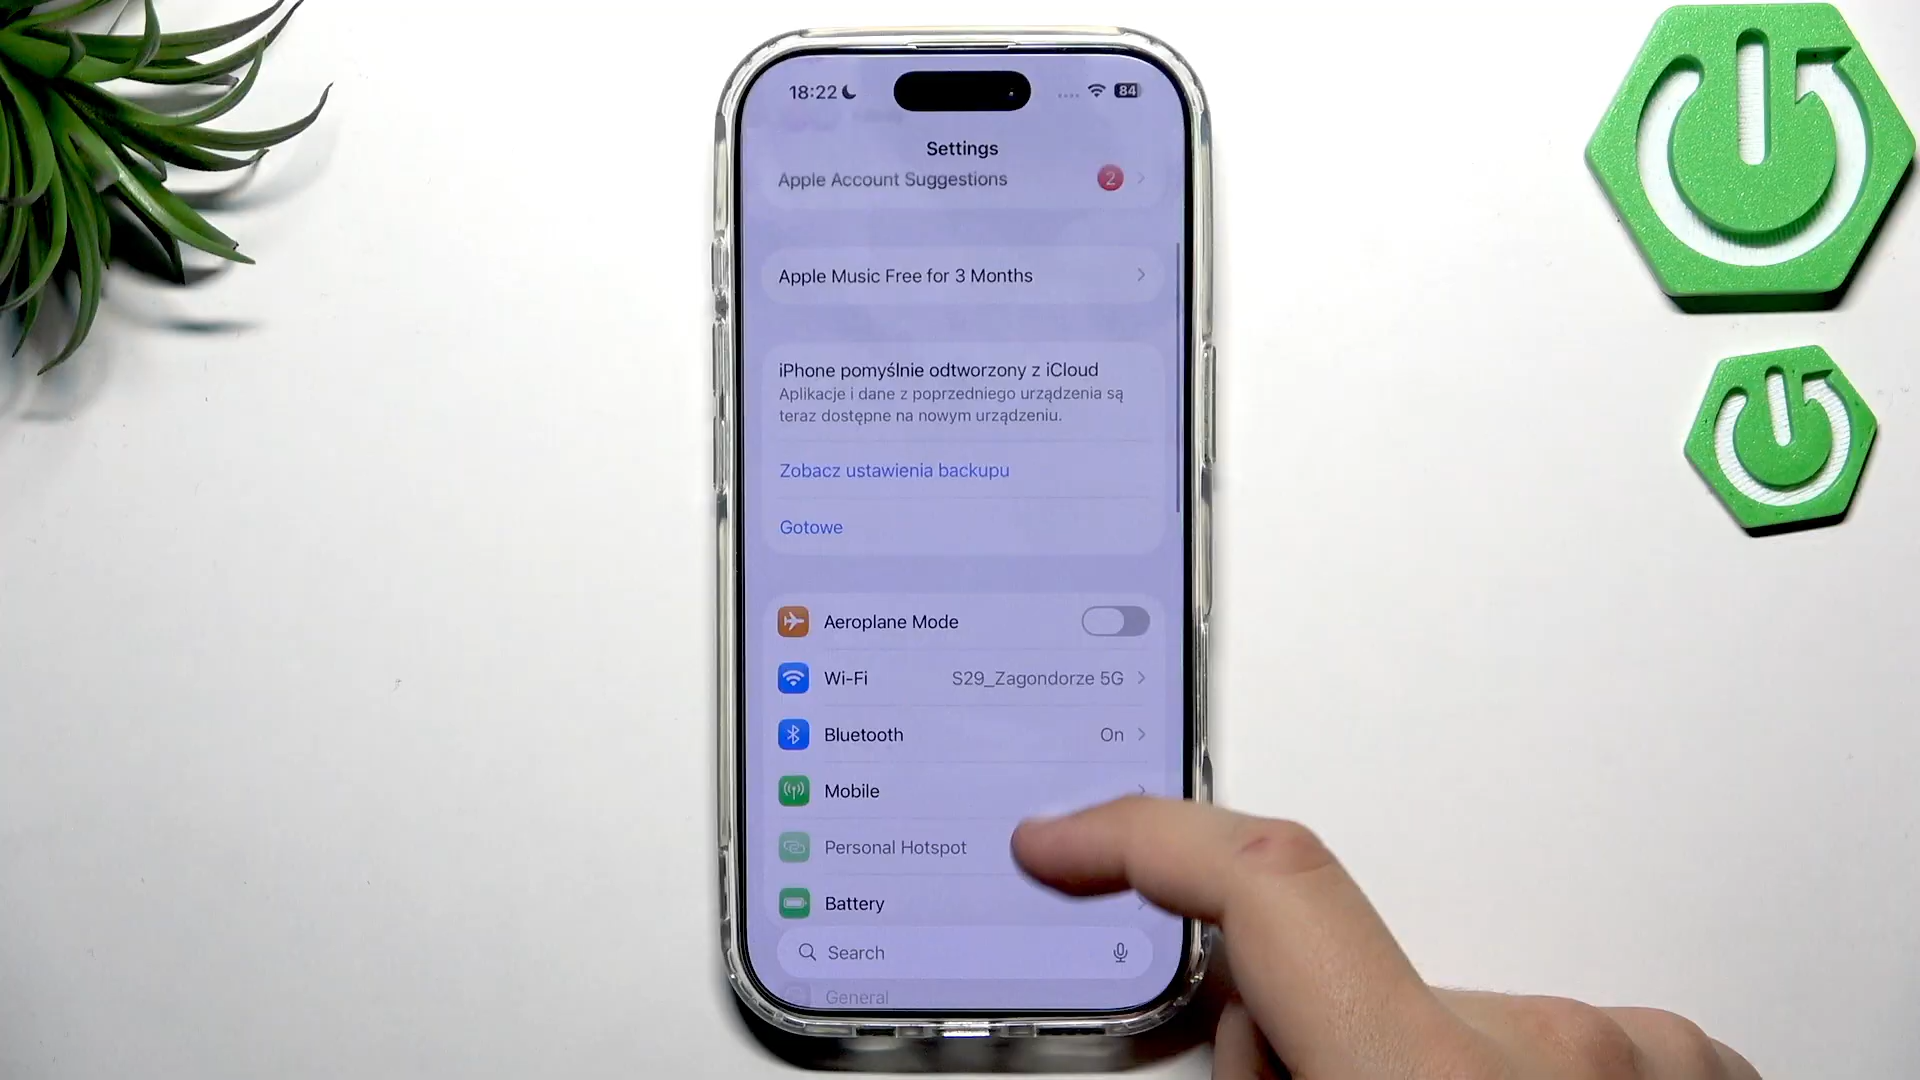 18:22
84
Settings
Apple Account Suggestions 2
Apple Music Free for 3 Months
iPhone pomyślnie odtworzony z iCloud
Aplikacje i dane z poprzedniego urządzenia są
teraz dostępne na nowym urządzeniu.
Zobacz ustawienia backupu
Gotowe
Aeroplane Mode
Wi-Fi S29_Zagondorze 5G
Bluetooth On
Mobile
Personal Hotspot
Battery
Search
General